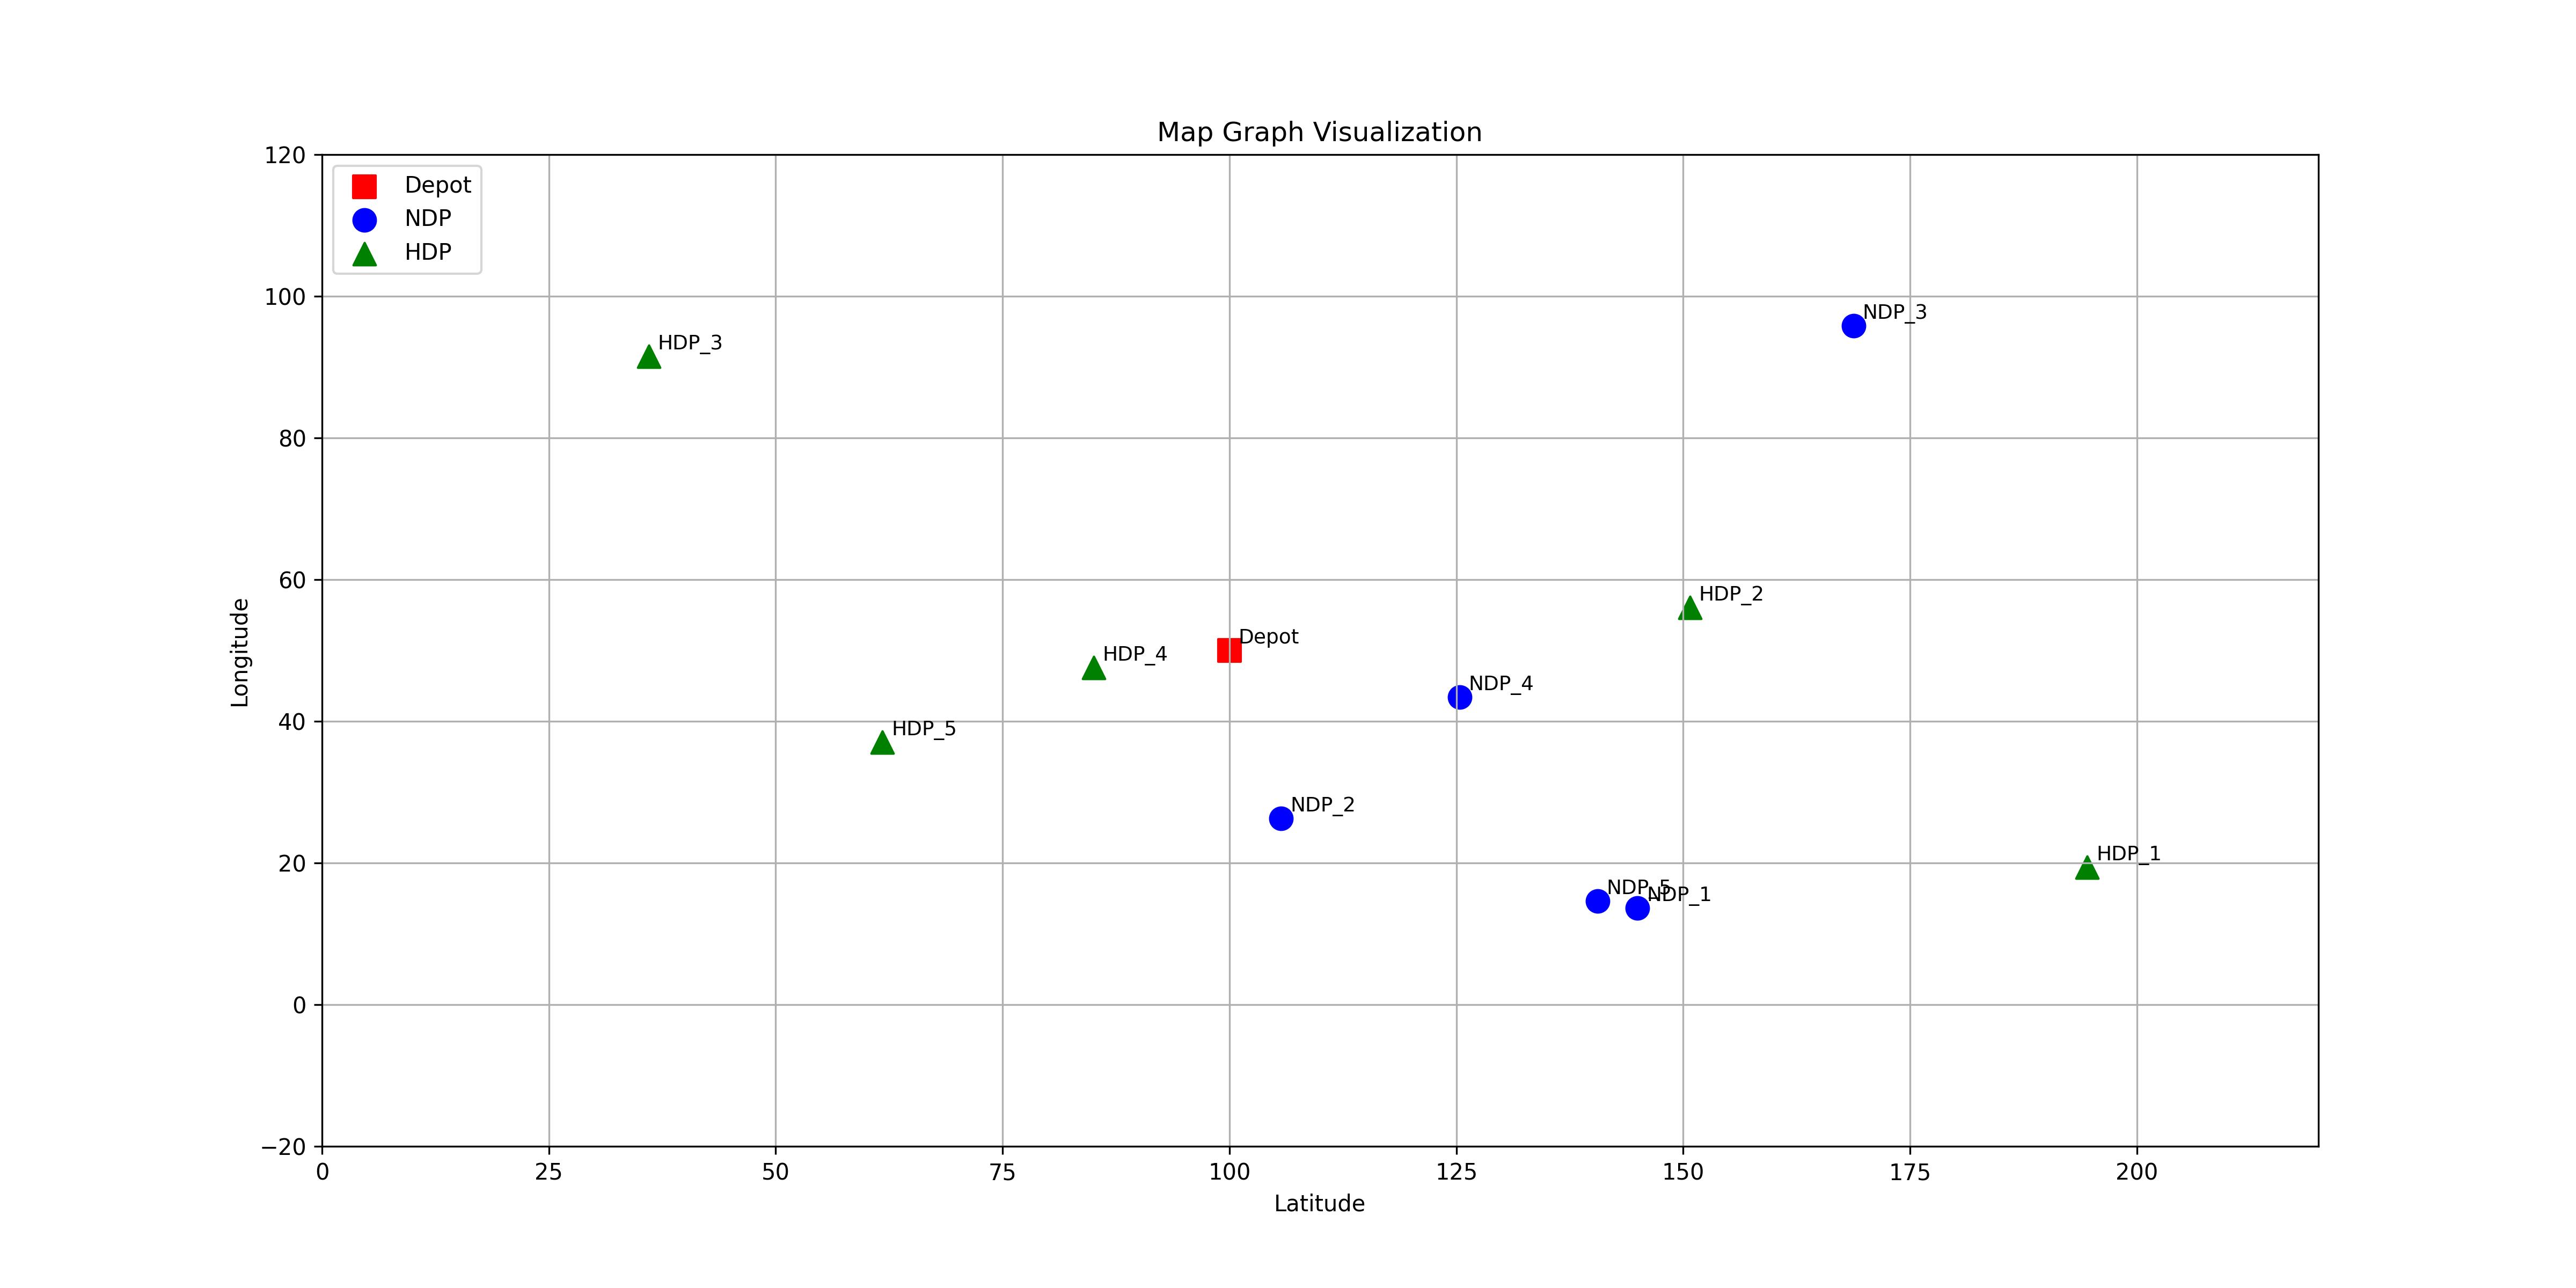 Map Graph Visualization
120
100
80
60
40
20
0
−20
Longitude
Depot
NDP
HDP
HDP_3
NDP_3
HDP_2
Depot
HDP_4
NDP_4
HDP_5
NDP_2
HDP_1
NDP_5
NDP_1
0 25 50 75 100 125 150 175 200
Latitude